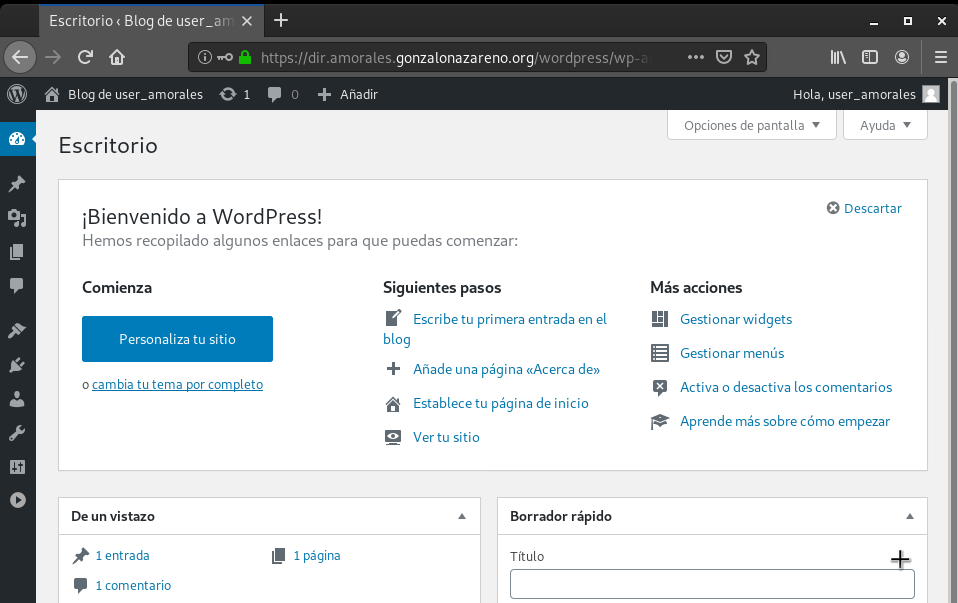 Escritorio ‹ Blog de user_am
https://dir.amorales.gonzalonazareno.org/wordpress/wp-a
Blog de user_amorales 1 0 Añadir Hola, user_amorales
Opciones de pantalla Ayuda
Escritorio
¡Bienvenido a WordPress!
Descartar
Hemos recopilado algunos enlaces para que puedas comenzar:
Comienza
Personaliza tu sitio
o cambia tu tema por completo
Siguientes pasos
Escribe tu primera entrada en el
blog
Añade una página «Acerca de»
Establece tu página de inicio
Ver tu sitio
Más acciones
Gestionar widgets
Gestionar menús
Activa o desactiva los comentarios
Aprende más sobre cómo empezar
De un vistazo
1 entrada 1 página
1 comentario
Borrador rápido
Título